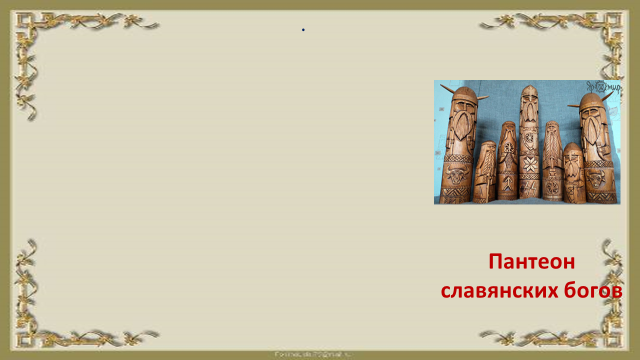 Пантеон
славянских богов